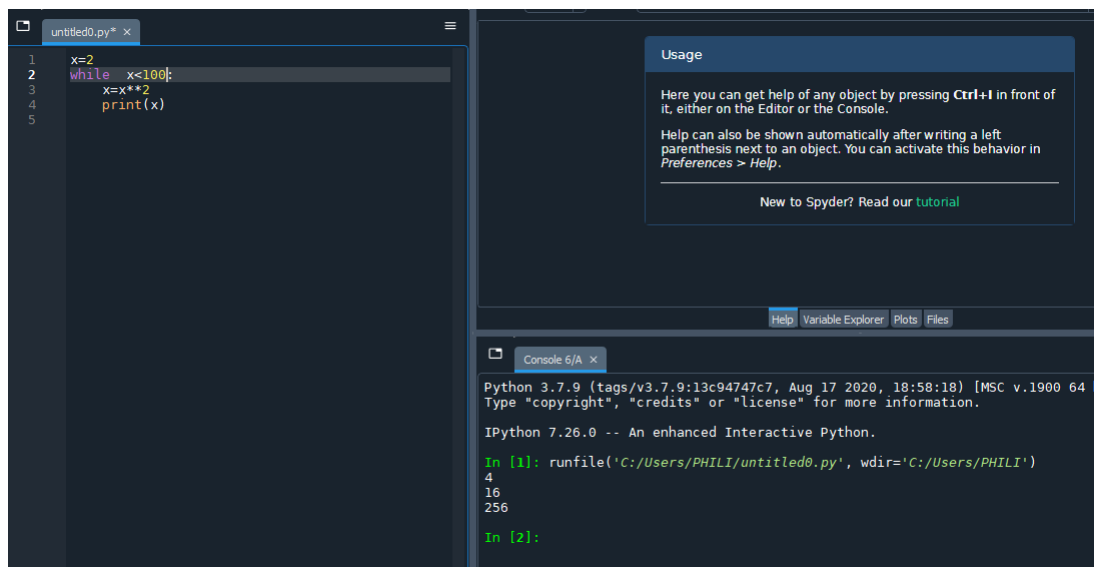 untitled0.py* ×
1 x=2
2 while  x<100:
3     x=x**2
4     print(x)
5
Usage
Here you can get help of any object by pressing Ctrl+I in front of
it, either on the Editor or the Console.
Help can also be shown automatically after writing a left
parenthesis next to an object. You can activate this behavior in
Preferences > Help.
New to Spyder? Read our tutorial
Help Variable Explorer Plots Files
Console 6/A ×
Python 3.7.9 (tags/v3.7.9:13c94747c7, Aug 17 2020, 18:58:18) [MSC v.1900 64
Type "copyright", "credits" or "license" for more information.
IPython 7.26.0 -- An enhanced Interactive Python.
In [1]: runfile('C:/Users/PHILI/untitled0.py', wdir='C:/Users/PHILI')
4
16
256
In [2]: